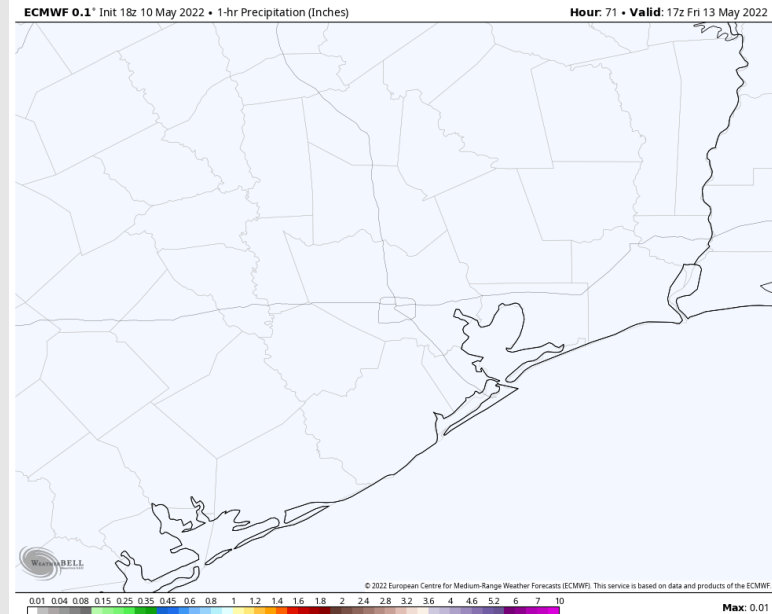 ECMWF 0.1° Init 18z 10 May 2022 • 1-hr Precipitation (Inches) Hour: 71 • Valid: 17z Fri 13 May 2022
WeatherBELL
© 2022 European Centre for Medium-Range Weather Forecasts (ECMWF). This service is based on data and products of the ECMWF.
0.01 0.04 0.08 0.15 0.25 0.35 0.45 0.6 0.8 1 1.2 1.4 1.6 1.8 2 2.4 2.8 3.2 3.6 4 4.6 5.2 6 7 10 Max: 0.01